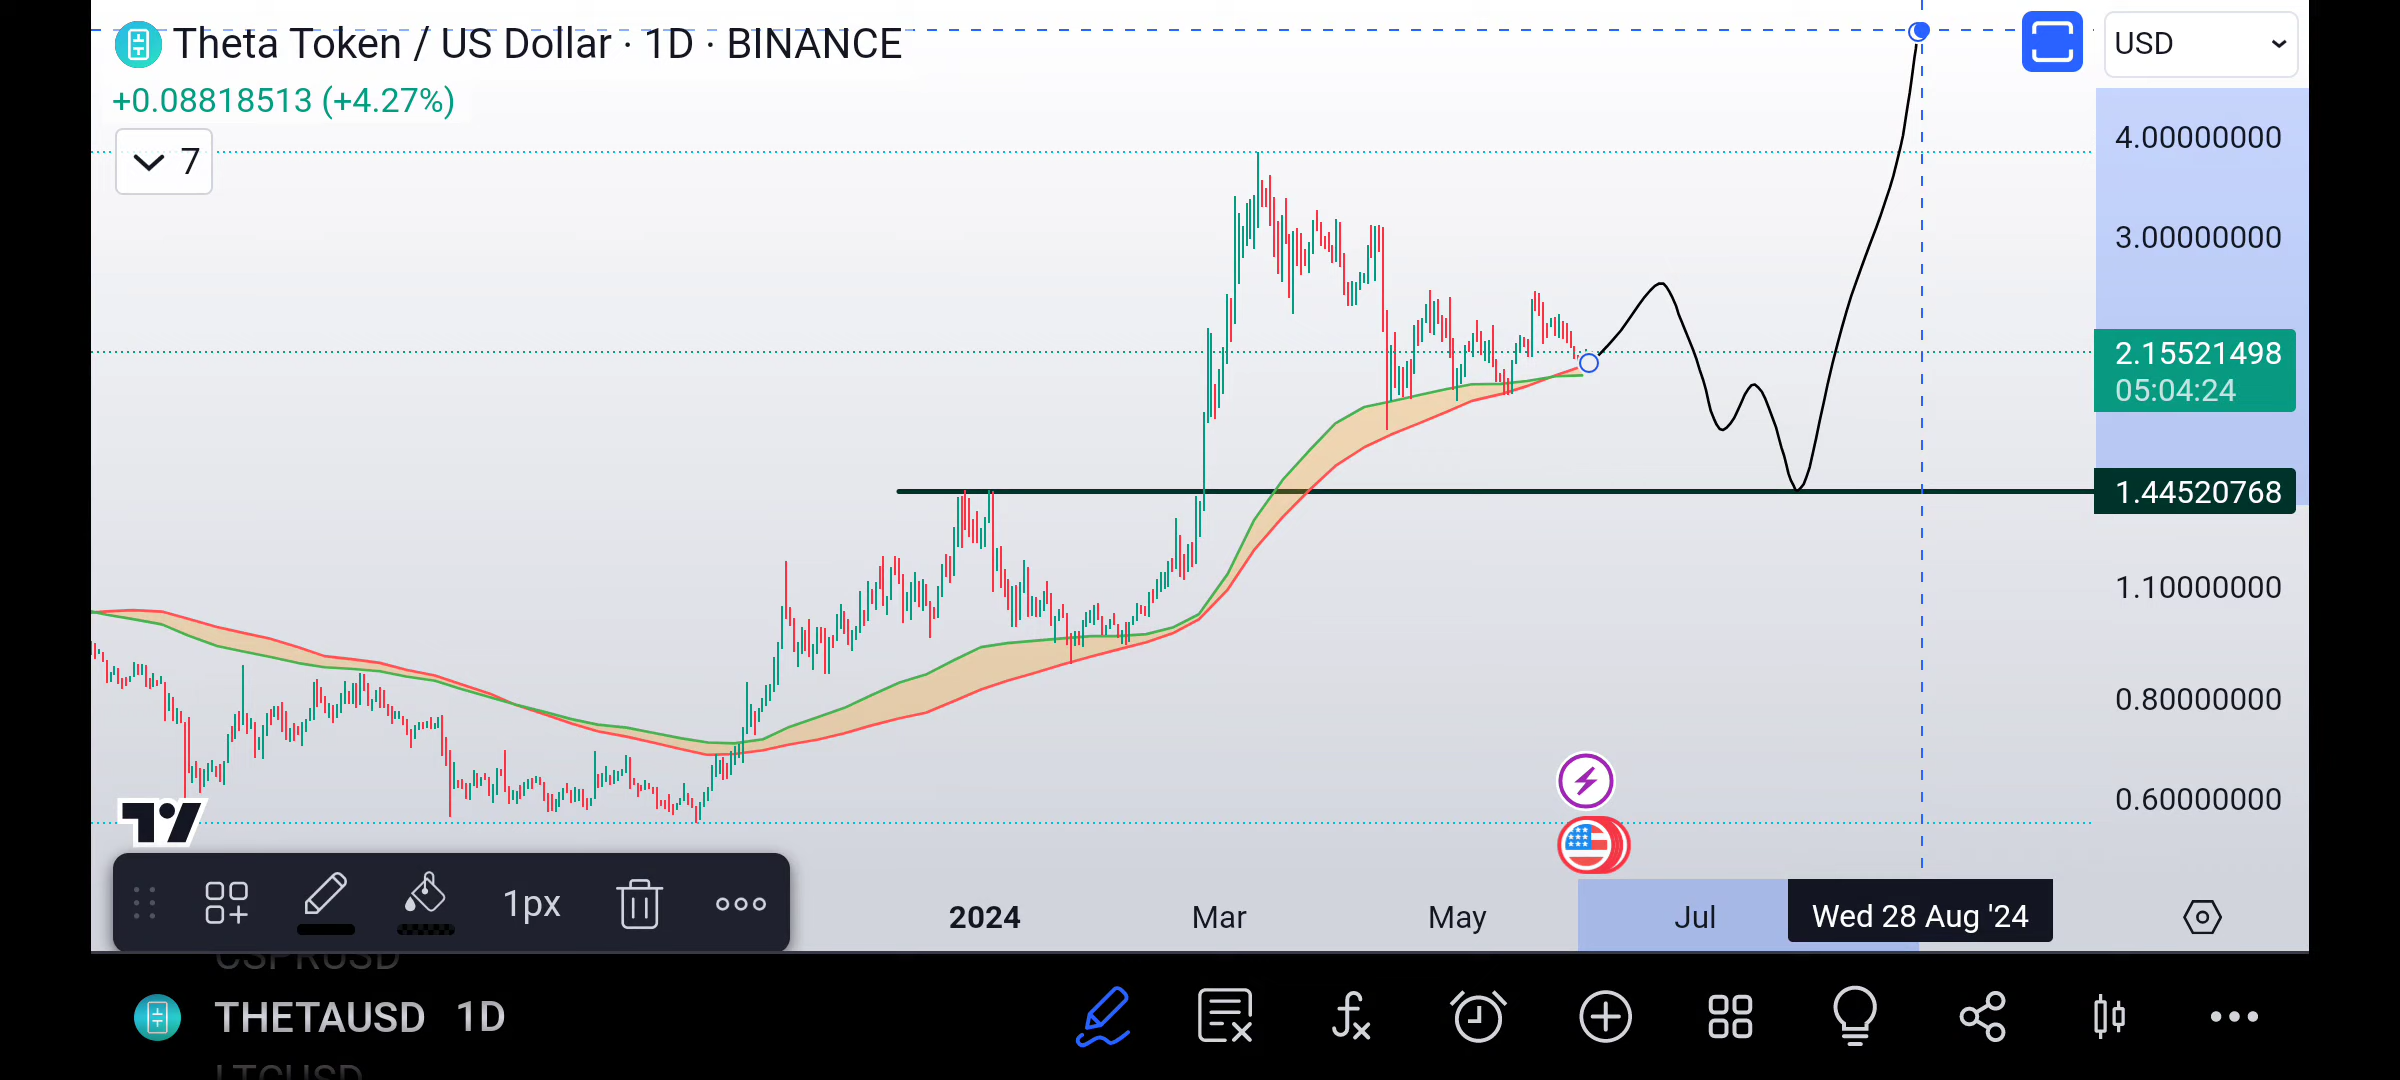 Theta Token / US Dollar · 1D · BINANCE
USD
+0.08818513 (+4.27%)
7
4.00000000
3.00000000
2.15521498
05:04:24
1.44520768
1.10000000
0.80000000
0.60000000
1px
2024
Mar
May
Jul
Wed 28 Aug '24
CSPRUSD
THETAUSD 1D
LTCUSD